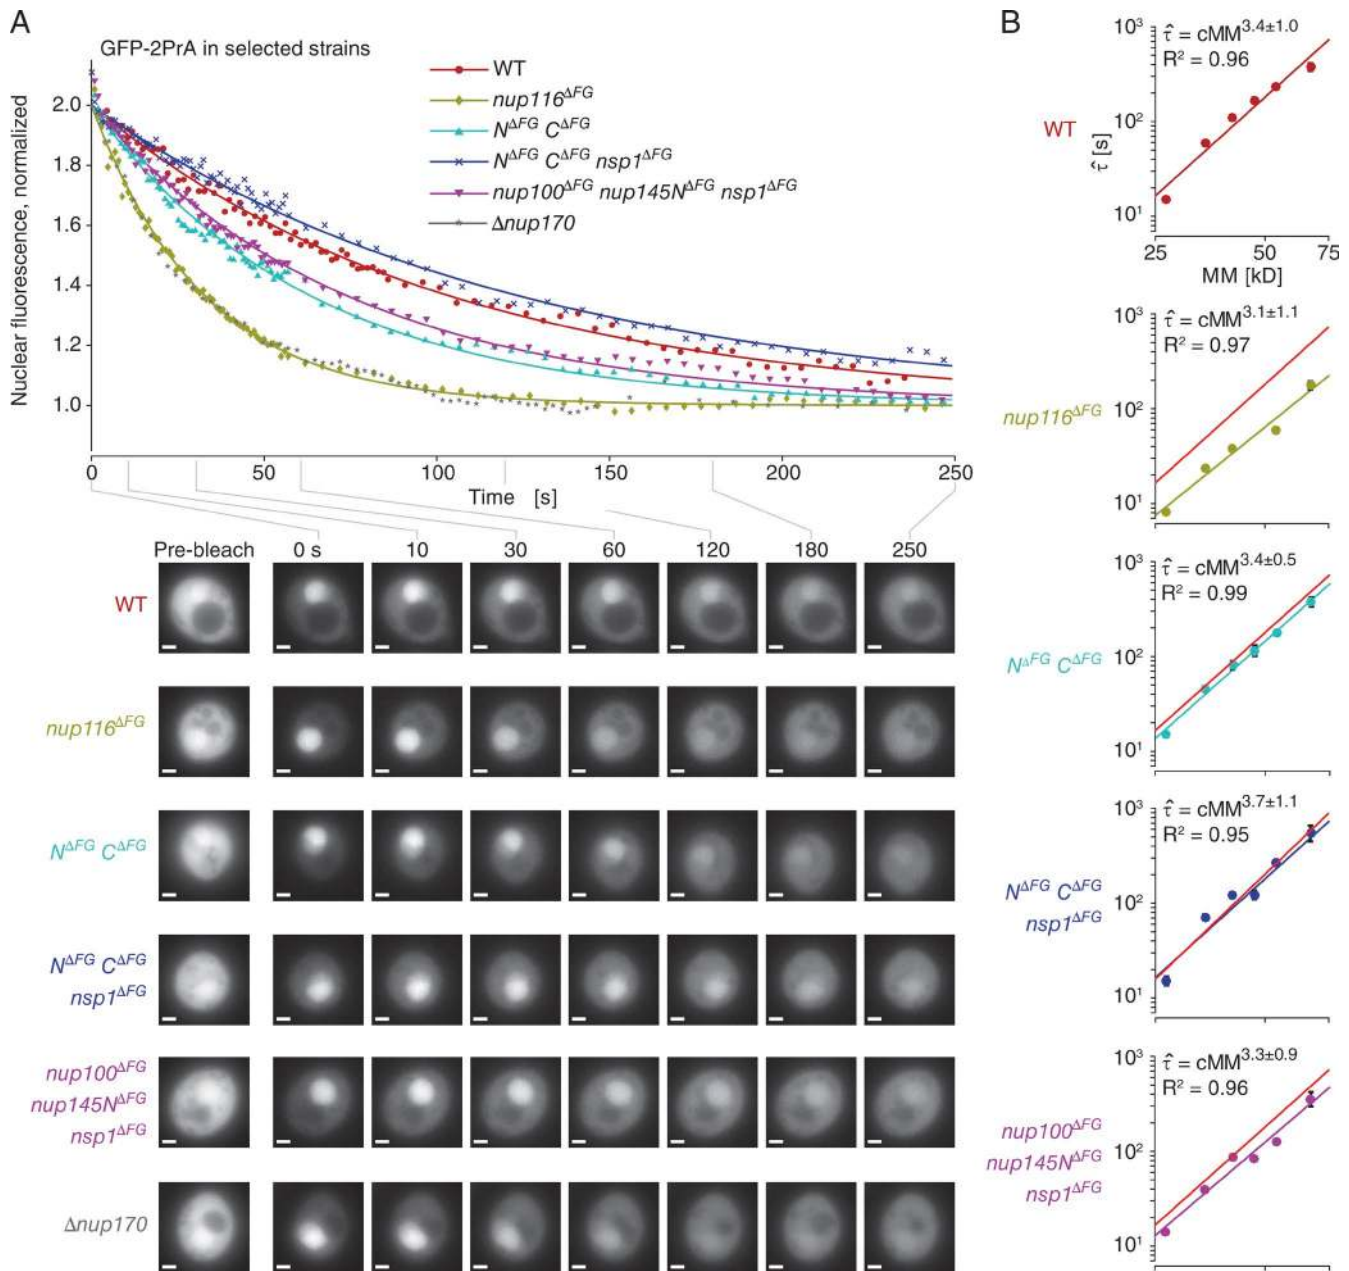 A
GFP-2PrA in selected strains
WT
nup116ΔFG
NΔFG CΔFG
NΔFG CΔFG nsp1ΔFG
nup100ΔFG nup145NΔFG nsp1ΔFG
Δnup170
Nuclear fluorescence, normalized
2.0
1.8
1.6
1.4
1.2
1.0
0 50 100 150 200 250
Time [s]
Pre-bleach 0 s 10 30 60 120 180 250
WT
nup116ΔFG
NΔFG CΔFG
NΔFG CΔFG
nsp1ΔFG
nup100ΔFG
nup145NΔFG
nsp1ΔFG
Δnup170
B
WT
τ̂ = cMM3.4±1.0
R² = 0.96
τ̂ [s]
10³
10²
10¹
25 50 75
MM [kD]
nup116ΔFG
τ̂ = cMM3.1±1.1
R² = 0.97
10³
10²
10¹
NΔFG CΔFG
τ̂ = cMM3.4±0.5
R² = 0.99
10³
10²
10¹
NΔFG CΔFG
nsp1ΔFG
τ̂ = cMM3.7±1.1
R² = 0.95
10³
10²
10¹
nup100ΔFG
nup145NΔFG
nsp1ΔFG
τ̂ = cMM3.3±0.9
R² = 0.96
10³
10²
10¹